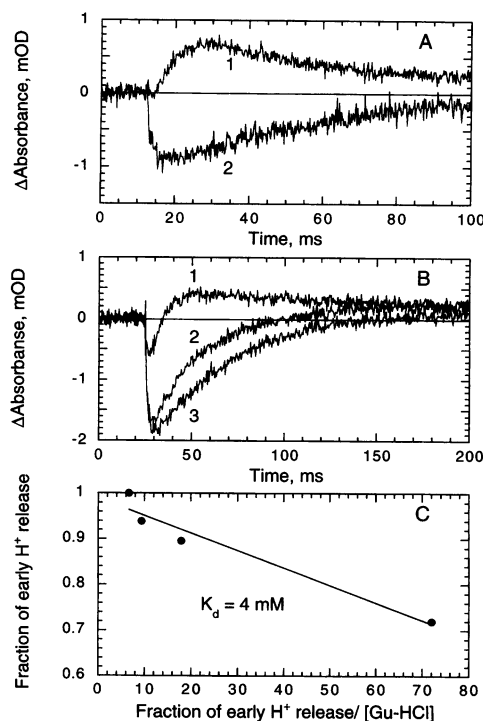 A
ΔAbsorbance, mOD
1
0
-1
1
2
0 20 40 60 80 100
Time, ms
B
ΔAbsorbanse, mOD
1
0
-1
-2
1
2
3
0 50 100 150 200
Time, ms
C
Fraction of early H+ release
1
0.9
0.8
0.7
0.6
Kd = 4 mM
0 10 20 30 40 50 60 70 80
Fraction of early H+ release/ [Gu-HCl]